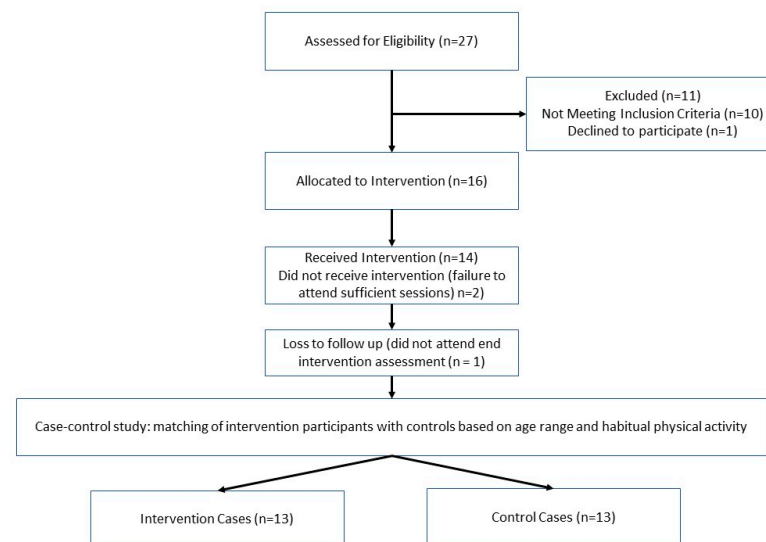 Assessed for Eligibility (n=27)
Excluded (n=11)
Not Meeting Inclusion Criteria (n=10)
Declined to participate (n=1)
Allocated to Intervention (n=16)
Received Intervention (n=14)
Did not receive intervention (failure to
attend sufficient sessions) n=2)
Loss to follow up (did not attend end
intervention assessment (n = 1)
Case-control study: matching of intervention participants with controls based on age range and habitual physical activity
Intervention Cases (n=13)
Control Cases (n=13)